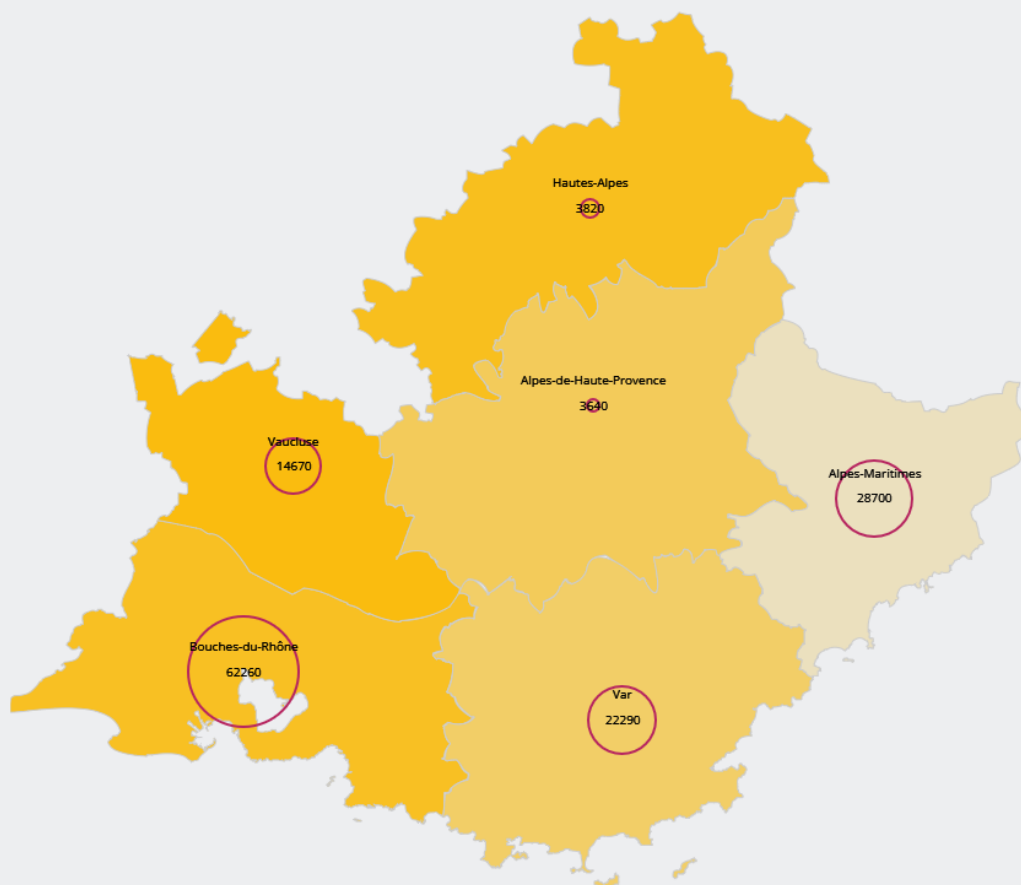 Hautes-Alpes
3820
Alpes-de-Haute-Provence
3640
Vaucluse
14670
Alpes-Maritimes
28700
Bouches-du-Rhône
62260
Var
22290